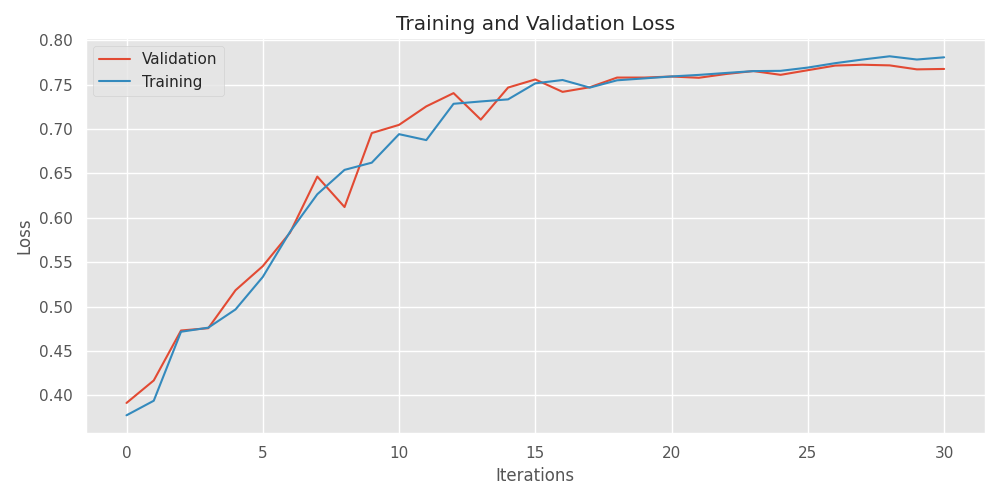 Training and Validation Loss
Validation
Training
0.80
0.75
0.70
0.65
0.60
0.55
0.50
0.45
0.40
Loss
0 5 10 15 20 25 30
Iterations